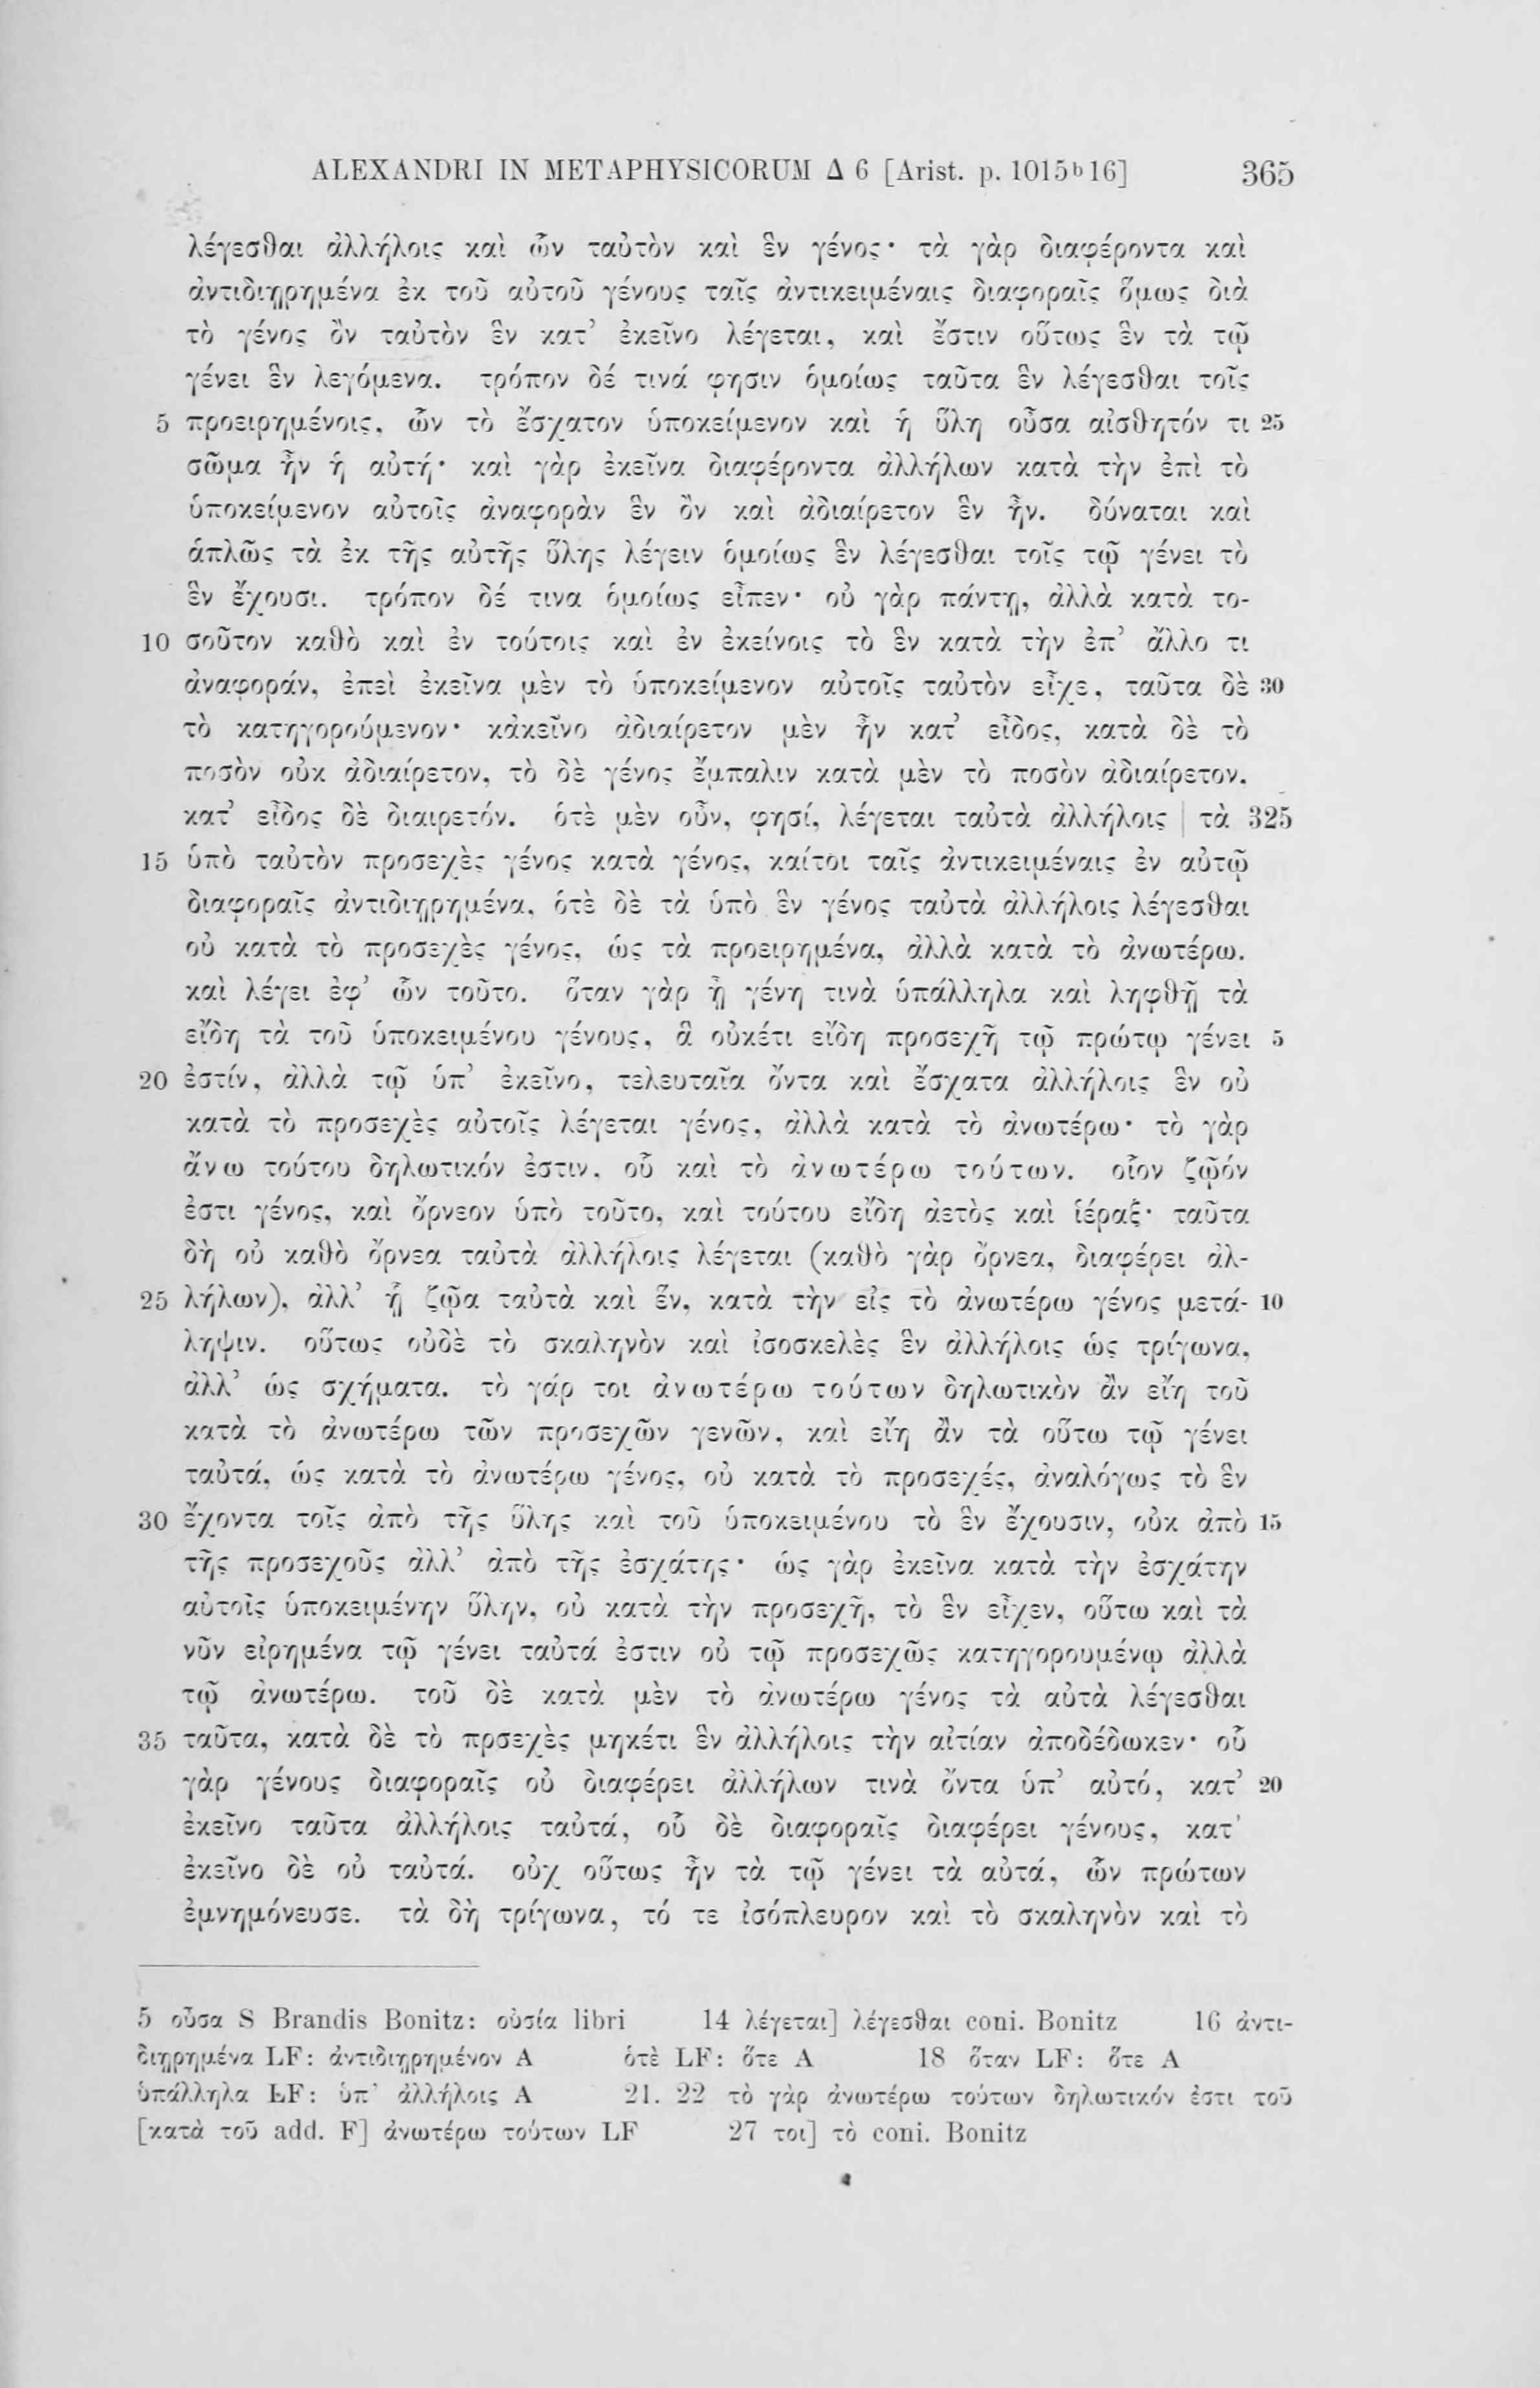 ALEXANDRI IN METAPHYSICORUM Δ 6 [Arist. p. 1015ᵇ16] 365
λέγεσθαι ἀλλήλοις καὶ ὧν ταὐτὸν καὶ ἓν γένος· τὰ γὰρ διαφέροντα καὶ
ἀντιδιῃρημένα ἐκ τοῦ αὐτοῦ γένους ταῖς ἀντικειμέναις διαφοραῖς ὅμως διὰ
τὸ γένος ὂν ταὐτὸν ἓν κατ’ ἐκεῖνο λέγεται, καὶ ἔστιν οὕτως ἓν τὰ τῷ
γένει ἓν λεγόμενα. τρόπον δέ τινά φησιν ὁμοίως ταῦτα ἓν λέγεσθαι τοῖς
5 προειρημένοις, ὧν τὸ ἔσχατον ὑποκείμενον καὶ ἡ ὕλη οὖσα αἰσθητόν τι 25
σῶμα ἦν ἡ αὐτή· καὶ γὰρ ἐκεῖνα διαφέροντα ἀλλήλων κατὰ τὴν ἐπὶ τὸ
ὑποκείμενον αὐτοῖς ἀναφορὰν ἓν ὂν καὶ ἀδιαίρετον ἓν ἦν. δύναται καὶ
ἁπλῶς τὰ ἐκ τῆς αὐτῆς ὕλης λέγειν ὁμοίως ἓν λέγεσθαι τοῖς τῷ γένει τὸ
ἓν ἔχουσι. τρόπον δέ τινα ὁμοίως εἶπεν· οὐ γὰρ πάντῃ, ἀλλὰ κατὰ το-
10 σοῦτον καθὸ καὶ ἐν τούτοις καὶ ἐν ἐκείνοις τὸ ἓν κατὰ τὴν ἐπ’ ἄλλο τι
ἀναφοράν, ἐπεὶ ἐκεῖνα μὲν τὸ ὑποκείμενον αὐτοῖς ταὐτὸν εἶχε, ταῦτα δὲ 30
τὸ κατηγορούμενον· κἀκεῖνο ἀδιαίρετον μὲν ἦν κατ’ εἶδος, κατὰ δὲ τὸ
ποσὸν οὐκ ἀδιαίρετον, τὸ δὲ γένος ἔμπαλιν κατὰ μὲν τὸ ποσὸν ἀδιαίρετον,
κατ’ εἶδος δὲ διαιρετόν. ὁτὲ μὲν οὖν, φησί, λέγεται ταὐτὰ ἀλλήλοις | τὰ 325
15 ὑπὸ ταὐτὸν προσεχὲς γένος κατὰ γένος, καίτοι ταῖς ἀντικειμέναις ἐν αὐτῷ
διαφοραῖς ἀντιδιῃρημένα, ὁτὲ δὲ τὰ ὑπὸ ἓν γένος ταὐτὰ ἀλλήλοις λέγεσθαι
οὐ κατὰ τὸ προσεχὲς γένος, ὡς τὰ προειρημένα, ἀλλὰ κατὰ τὸ ἀνωτέρω.
καὶ λέγει ἐφ’ ὧν τοῦτο. ὅταν γὰρ ᾖ γένη τινὰ ὑπάλληλα καὶ ληφθῇ τὰ
εἴδη τὰ τοῦ ὑποκειμένου γένους, ἃ οὐκέτι εἴδη προσεχῆ τῷ πρώτῳ γένει 5
20 ἐστίν, ἀλλὰ τῷ ὑπ’ ἐκεῖνο, τελευταῖα ὄντα καὶ ἔσχατα ἀλλήλοις ἓν οὐ
κατὰ τὸ προσεχὲς αὐτοῖς λέγεται γένος, ἀλλὰ κατὰ τὸ ἀνωτέρω· τὸ γὰρ
ἄνω τούτου δηλωτικόν ἐστιν, οὗ καὶ τὸ ἀνωτέρω τούτων. οἷον ζῷόν
ἐστι γένος, καὶ ὄρνεον ὑπὸ τοῦτο, καὶ τούτου εἴδη ἀετὸς καὶ ἱέραξ· ταῦτα
δὴ οὐ καθὸ ὄρνεα ταὐτὰ ἀλλήλοις λέγεται (καθὸ γὰρ ὄρνεα, διαφέρει ἀλ-
25 λήλων), ἀλλ’ ᾗ ζῷα ταὐτὰ καὶ ἕν, κατὰ τὴν εἰς τὸ ἀνωτέρω γένος μετά- 10
ληψιν. οὕτως οὐδὲ τὸ σκαληνὸν καὶ ἰσοσκελὲς ἓν ἀλλήλοις ὡς τρίγωνα,
ἀλλ’ ὡς σχήματα. τὸ γάρ τοι ἀνωτέρω τούτων δηλωτικὸν ἂν εἴη τοῦ
κατὰ τὸ ἀνωτέρω τῶν προσεχῶν γενῶν, καὶ εἴη ἂν τὰ οὕτω τῷ γένει
ταὐτά, ὡς κατὰ τὸ ἀνωτέρω γένος, οὐ κατὰ τὸ προσεχές, ἀναλόγως τὸ ἓν
30 ἔχοντα τοῖς ἀπὸ τῆς ὕλης καὶ τοῦ ὑποκειμένου τὸ ἓν ἔχουσιν, οὐκ ἀπὸ 15
τῆς προσεχοῦς ἀλλ’ ἀπὸ τῆς ἐσχάτης· ὡς γὰρ ἐκεῖνα κατὰ τὴν ἐσχάτην
αὐτοῖς ὑποκειμένην ὕλην, οὐ κατὰ τὴν προσεχῆ, τὸ ἓν εἶχεν, οὕτω καὶ τὰ
νῦν εἰρημένα τῷ γένει ταὐτά ἐστιν οὐ τῷ προσεχῶς κατηγορουμένῳ ἀλλὰ
τῷ ἀνωτέρω. τοῦ δὲ κατὰ μὲν τὸ ἀνωτέρω γένος τὰ αὐτὰ λέγεσθαι
35 ταῦτα, κατὰ δὲ τὸ πρσεχὲς μηκέτι ἓν ἀλλήλοις τὴν αἰτίαν ἀποδέδωκεν· οὗ
γὰρ γένους διαφοραῖς οὐ διαφέρει ἀλλήλων τινὰ ὄντα ὑπ’ αὐτό, κατ’ 20
ἐκεῖνο ταῦτα ἀλλήλοις ταὐτά, οὗ δὲ διαφοραῖς διαφέρει γένους, κατ’
ἐκεῖνο δὲ οὐ ταὐτά. οὐχ οὕτως ἦν τὰ τῷ γένει τὰ αὐτά, ὧν πρώτων
ἐμνημόνευσε. τὰ δὴ τρίγωνα, τό τε ἰσόπλευρον καὶ τὸ σκαληνὸν καὶ τὸ
5 οὖσα S Brandis Bonitz: οὐσία libri 14 λέγεται] λέγεσθαι coni. Bonitz 16 ἀντι-
διῃρημένα LF: ἀντιδιῃρημένον A ὁτὲ LF: ὅτε A 18 ὅταν LF: ὅτε A
ὑπάλληλα LF: ὑπ’ ἀλλήλοις A 21. 22 τὸ γὰρ ἀνωτέρω τούτων δηλωτικόν ἐστι τοῦ
[κατὰ τοῦ add. F] ἀνωτέρω τούτων LF 27 τοι] τὸ coni. Bonitz